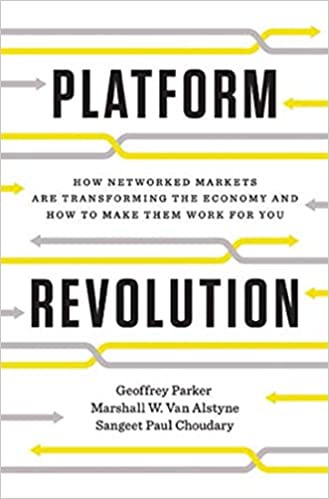 PLATFORM
HOW NETWORKED MARKETS
ARE TRANSFORMING THE ECONOMY AND
HOW TO MAKE THEM WORK FOR YOU
REVOLUTION
Geoffrey Parker
Marshall W. Van Alstyne
Sangeet Paul Choudary